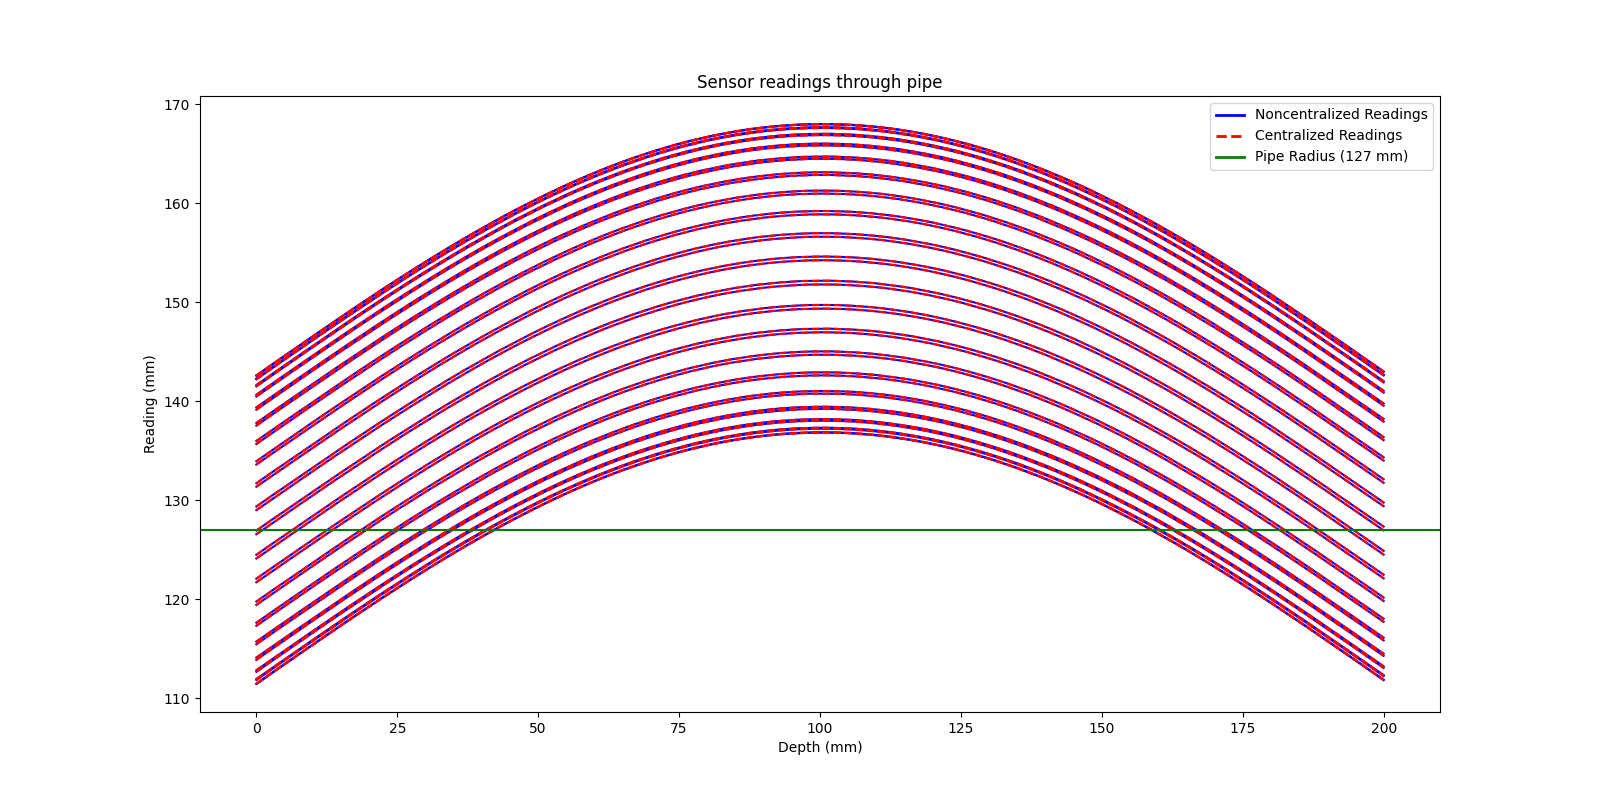 Sensor readings through pipe
Noncentralized Readings
Centralized Readings
Pipe Radius (127 mm)
Reading (mm)
170
160
150
140
130
120
110
0 25 50 75 100 125 150 175 200
Depth (mm)